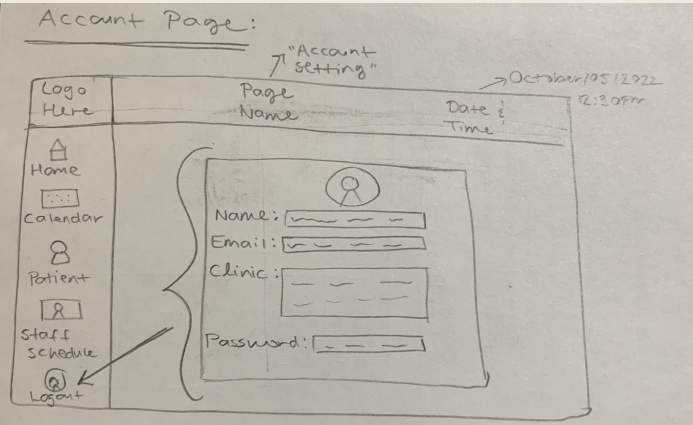 Account Page:
"Account
setting"
October/05/2022
12:30pm
Logo
Here
Page
Name
Date &
Time
Home
Calendar
Patient
Staff
Schedule
Logout
Name:
Email:
Clinic:
Password: